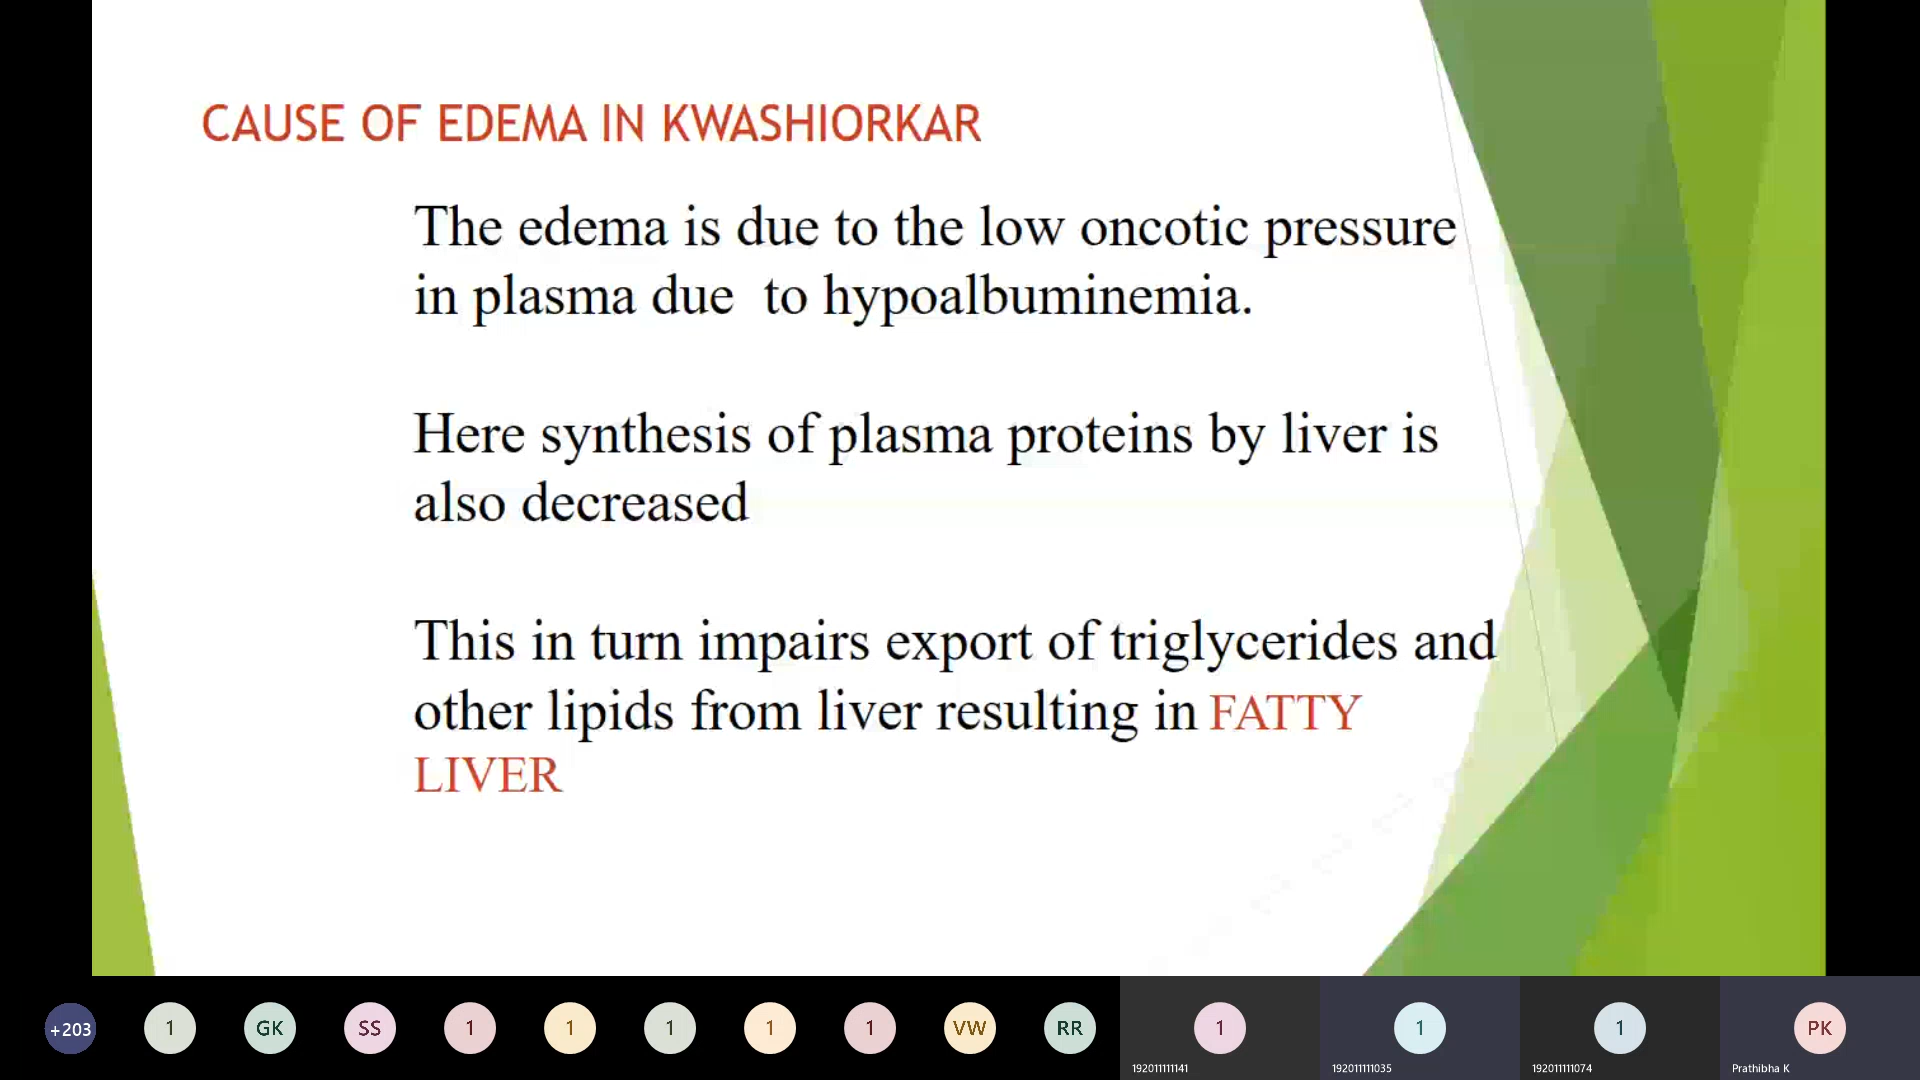 CAUSE OF EDEMA IN KWASHIORKAR
The edema is due to the low oncotic pressure
in plasma due  to hypoalbuminemia.
Here synthesis of plasma proteins by liver is
also decreased
This in turn impairs export of triglycerides and
other lipids from liver resulting in FATTY
LIVER
+203 1 GK SS 1 1 1 1 1 VW RR 1 1 1 PK
192011111141 192011111035 192011111074 Prathibha K